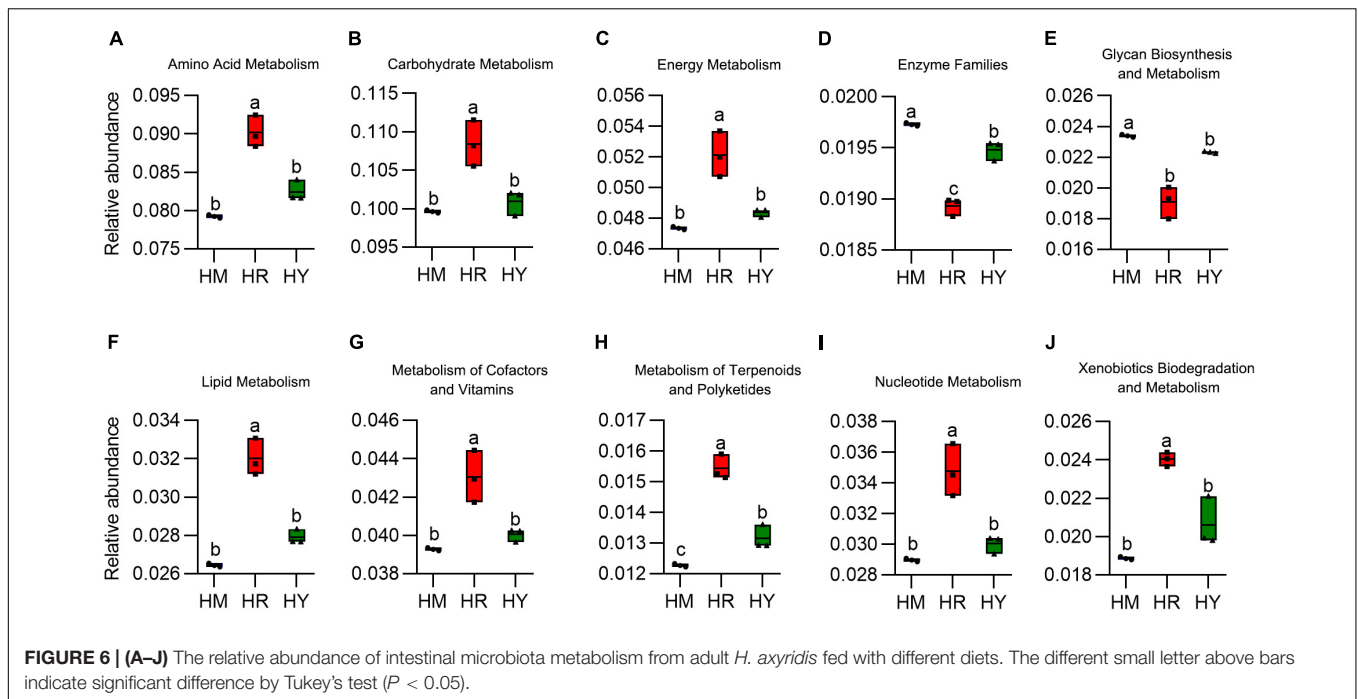 A
Amino Acid Metabolism
Relative abundance
0.095
0.090
0.085
0.080
0.075
b
a
b
HM HR HY
B
Carbohydrate Metabolism
0.115
0.110
0.105
0.100
0.095
b
a
b
HM HR HY
C
Energy Metabolism
0.056
0.054
0.052
0.050
0.048
0.046
b
a
b
HM HR HY
D
Enzyme Families
0.0200
0.0195
0.0190
0.0185
a
c
b
HM HR HY
E
Glycan Biosynthesis
and Metabolism
0.026
0.024
0.022
0.020
0.018
0.016
a
b
b
HM HR HY
F
Lipid Metabolism
Relative abundance
0.034
0.032
0.030
0.028
0.026
b
a
b
HM HR HY
G
Metabolism of Cofactors
and Vitamins
0.046
0.044
0.042
0.040
0.038
b
a
b
HM HR HY
H
Metabolism of Terpenoids
and Polyketides
0.017
0.016
0.015
0.014
0.013
0.012
c
a
b
HM HR HY
I
Nucleotide Metabolism
0.038
0.036
0.034
0.032
0.030
0.028
b
a
b
HM HR HY
J
Xenobiotics Biodegradation
and Metabolism
0.026
0.024
0.022
0.020
0.018
b
a
b
HM HR HY
FIGURE 6 | (A–J) The relative abundance of intestinal microbiota metabolism from adult H. axyridis fed with different diets. The different small letter above bars
indicate significant difference by Tukey's test (P < 0.05).